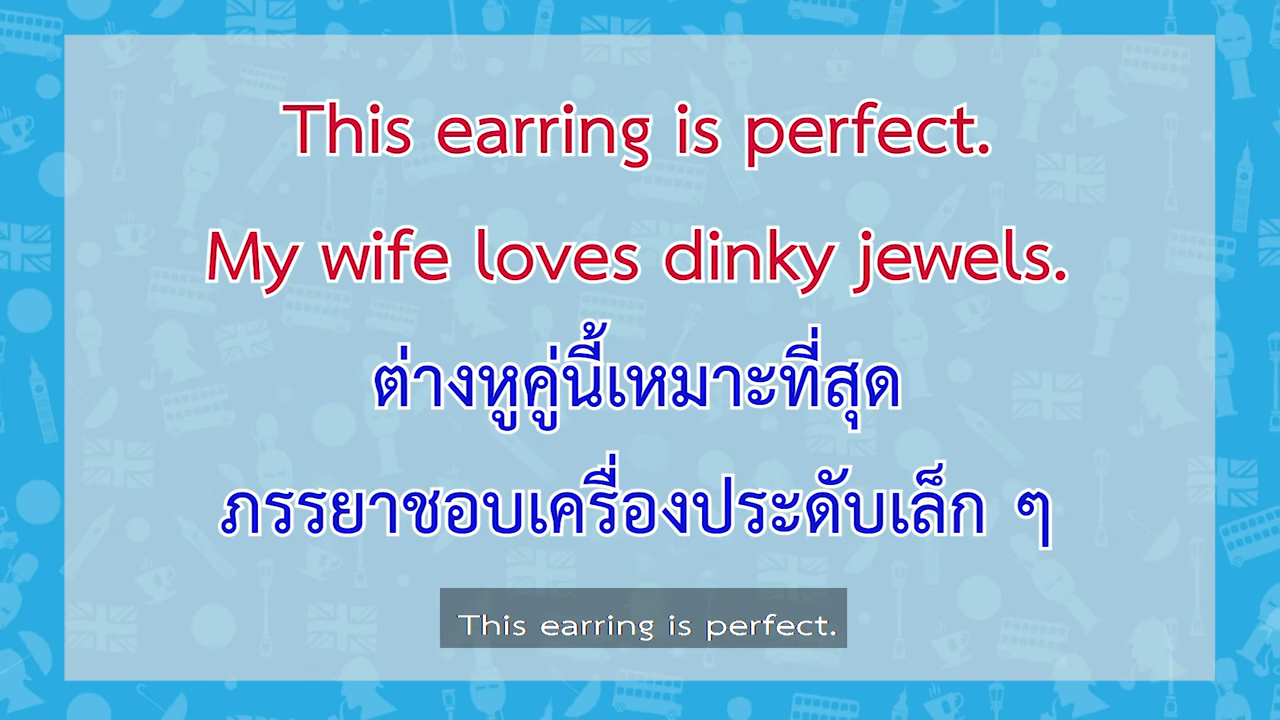 This earring is perfect.
My wife loves dinky jewels.
ต่างหูคู่นี้เหมาะที่สุด
ภรรยาชอบเครื่องประดับเล็ก ๆ
This earring is perfect.